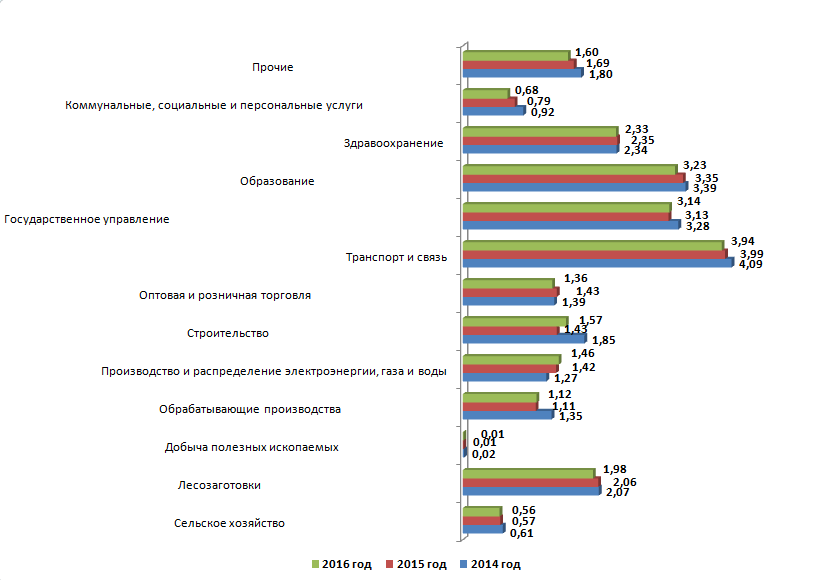 1,60
Прочие
1,69
1,80
0,68
Коммунальные, социальные и персональные услуги
0,79
0,92
2,33
Здравоохранение
2,35
2,34
3,23
Образование
3,35
3,39
3,14
Государственное управление
3,13
3,28
3,94
Транспорт и связь
3,99
4,09
1,36
Оптовая и розничная торговля
1,43
1,39
1,57
Строительство
1,43
1,85
1,46
Производство и распределение электроэнергии, газа и воды
1,42
1,27
1,12
Обрабатывающие производства
1,11
1,35
0,01
Добыча полезных ископаемых
0,01
0,02
1,98
Лесозаготовки
2,06
2,07
0,56
Сельское хозяйство
0,57
0,61
2016 год 2015 год 2014 год